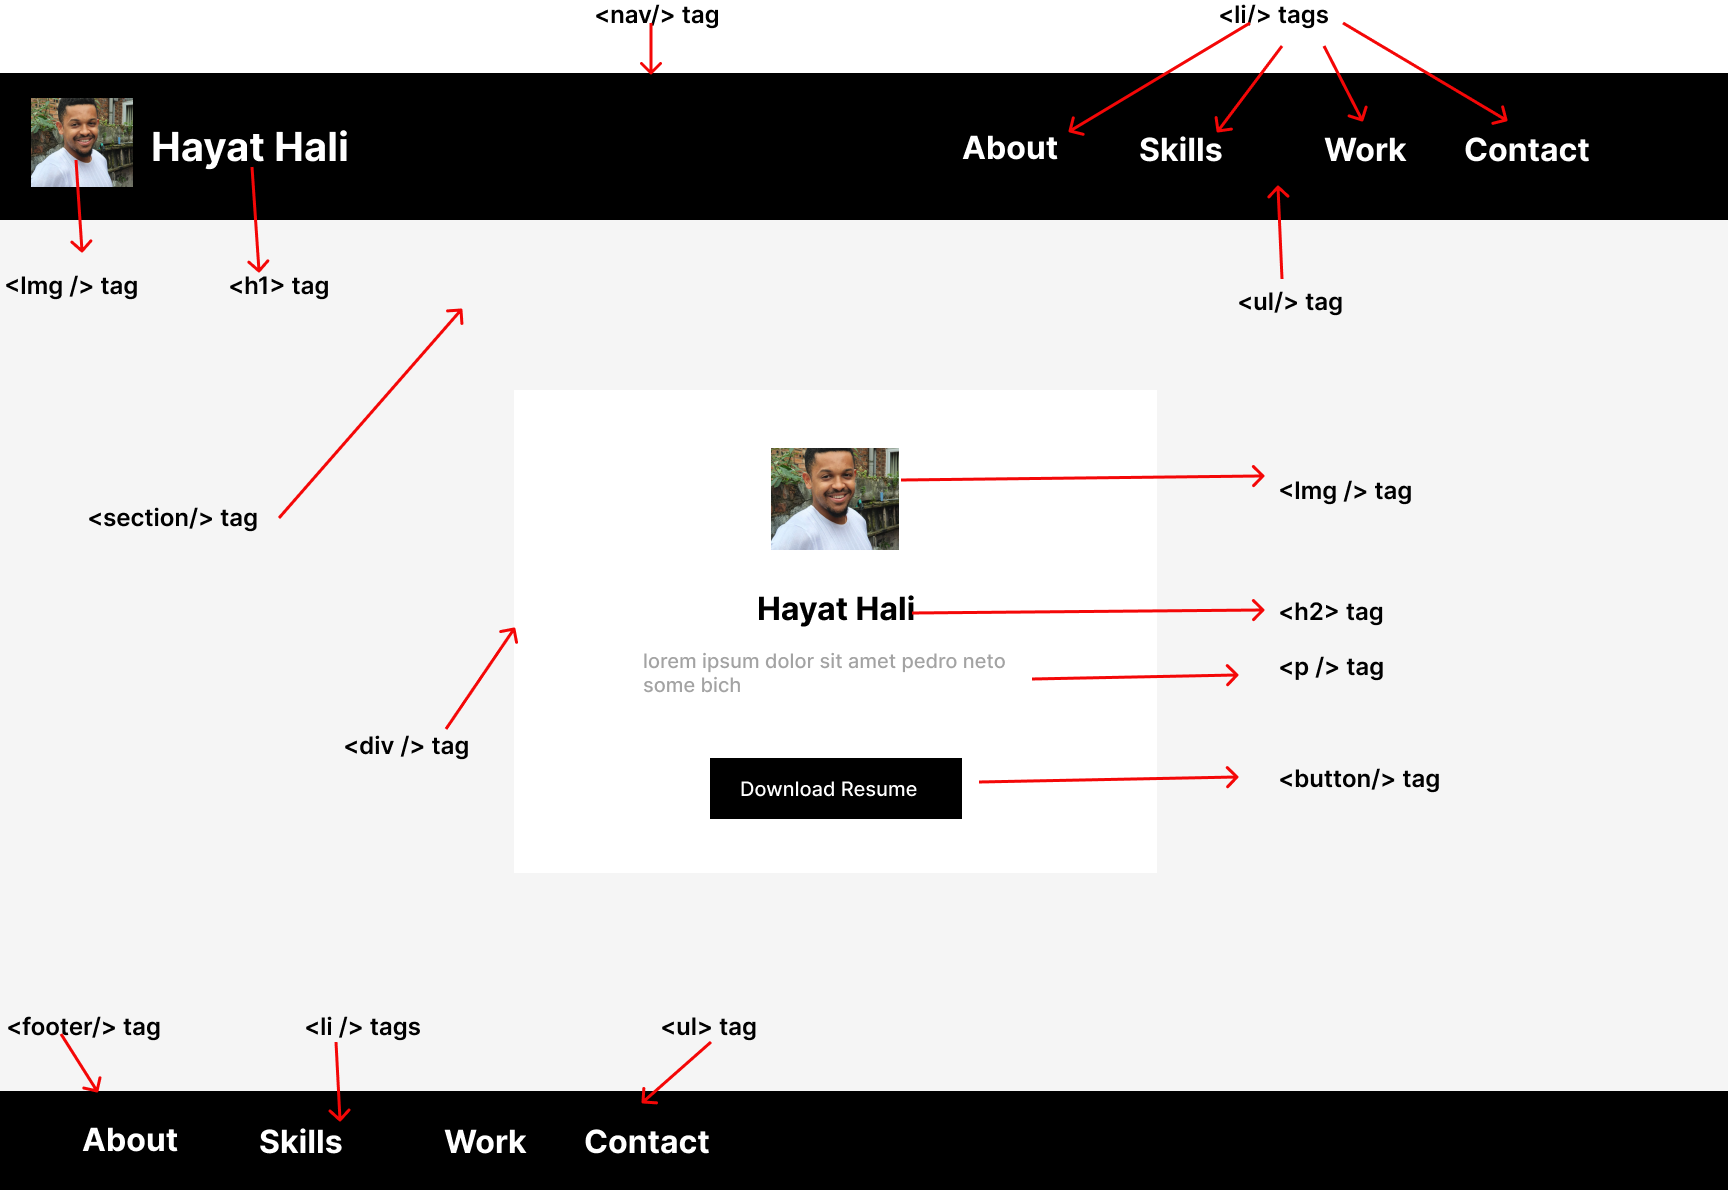 <nav/> tag
<li/> tags
Hayat Hali
About
Skills
Work
Contact
<Img /> tag
<h1> tag
<ul/> tag
<section/> tag
<Img /> tag
Hayat Hali
<h2> tag
lorem ipsum dolor sit amet pedro neto
some bich
<p /> tag
<div /> tag
Download Resume
<button/> tag
<footer/> tag
<li /> tags
<ul> tag
About
Skills
Work
Contact